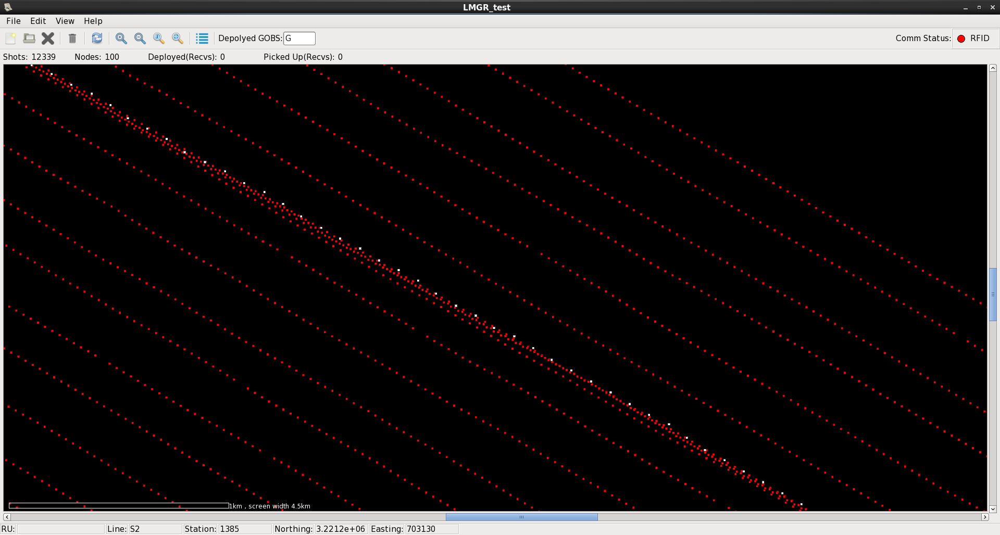 LMGR_test
File Edit View Help
Depolyed GOBS: G Comm Status: RFID
Shots: 12339 Nodes: 100 Deployed(Recvs): 0 Picked Up(Recvs): 0
1km , screen width 4.5km
RU: Line: S2 Station: 1385 Northing: 3.2212e+06 Easting: 703130